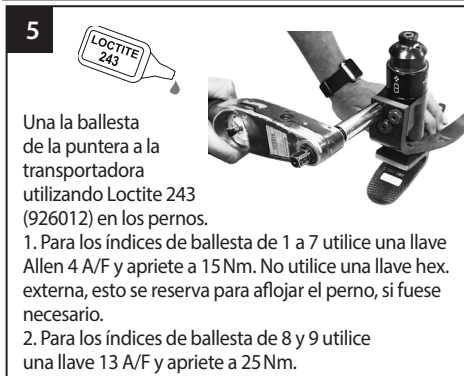 5
LOCTITE
243
Una la ballesta
de la puntera a la
transportadora
utilizando Loctite 243
(926012) en los pernos.
1. Para los índices de ballesta de 1 a 7 utilice una llave
Allen 4 A/F y apriete a 15 Nm. No utilice una llave hex.
externa, esto se reserva para aflojar el perno, si fuese
necesario.
2. Para los índices de ballesta de 8 y 9 utilice
una llave 13 A/F y apriete a 25 Nm.